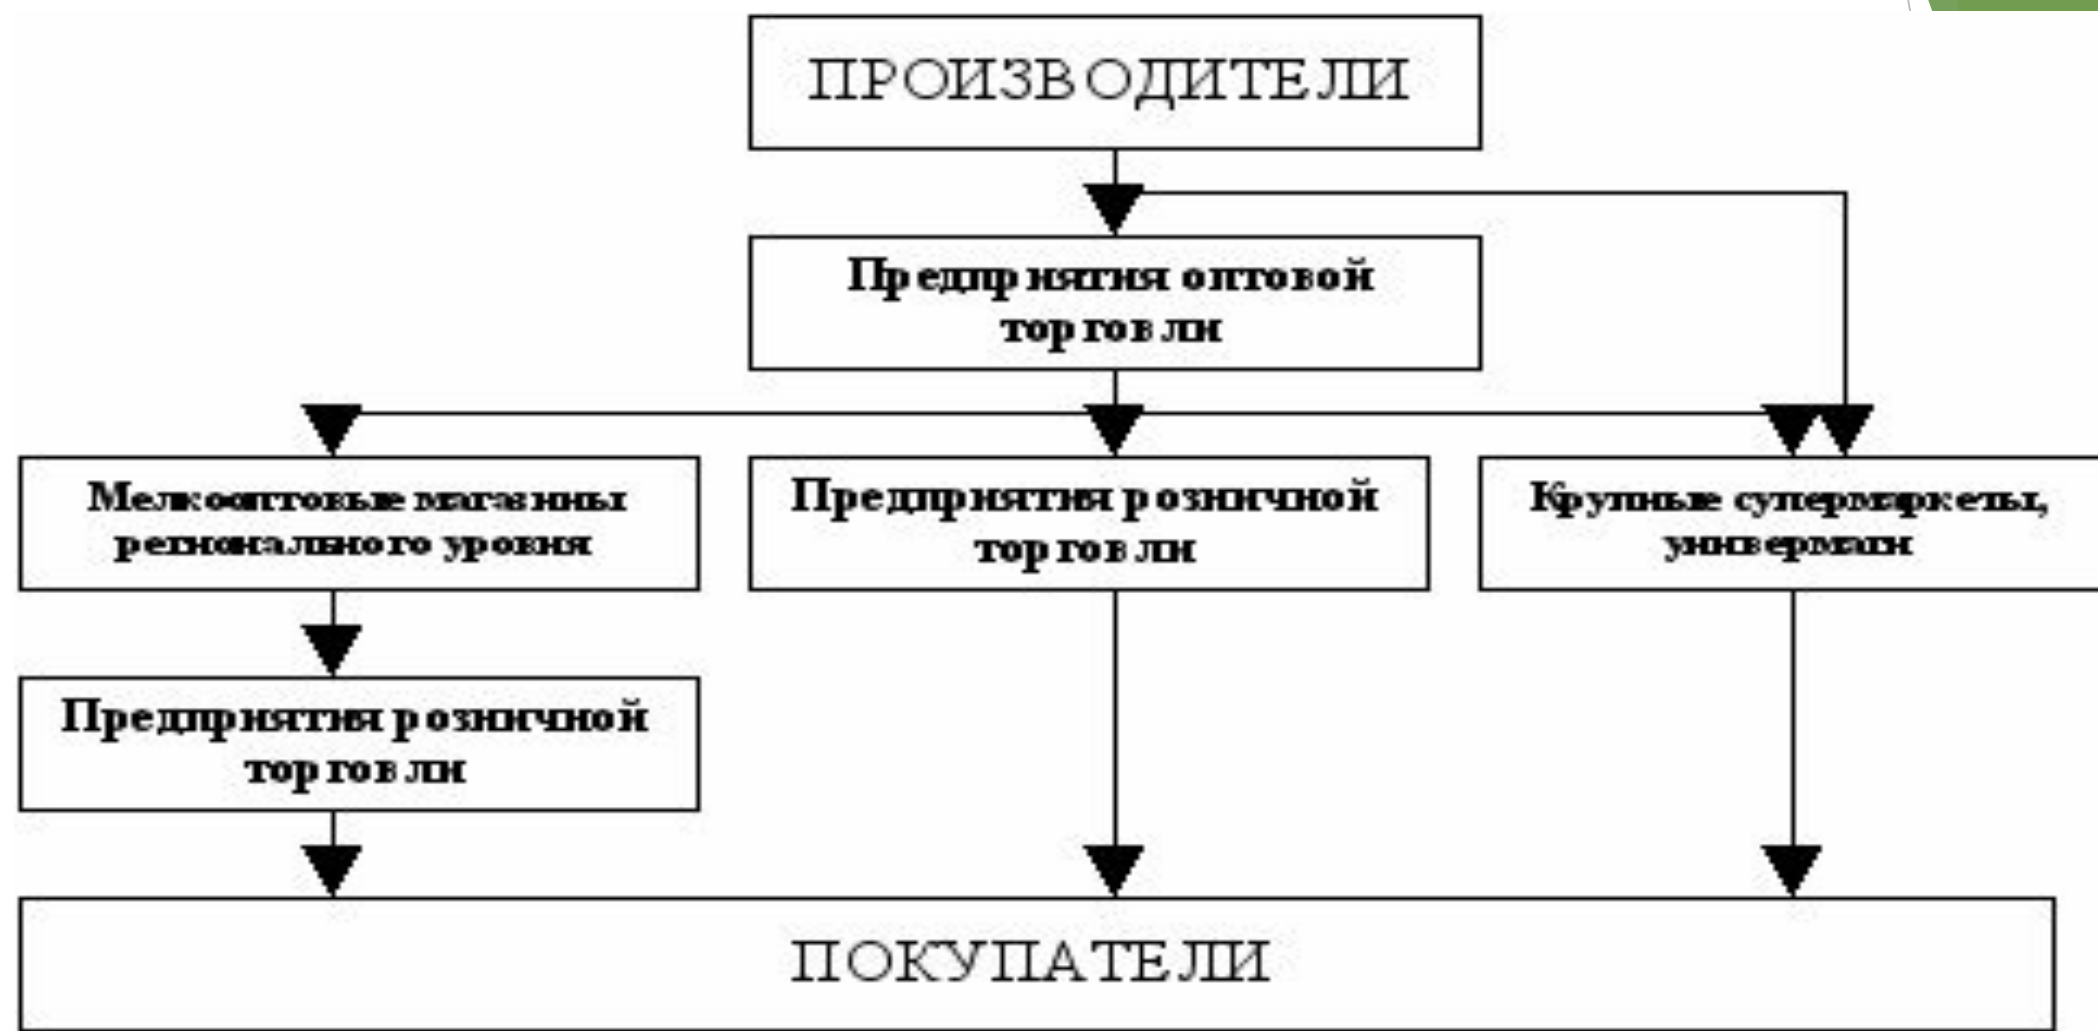 ПРОИЗВОДИТЕЛИ
Предприятия оптовой
торговли
Мелкооптовые магазины
регионального уровня
Предприятия розничной
торговли
Крупные супермаркеты,
универмаги
Предприятия розничной
торговли
ПОКУПАТЕЛИ